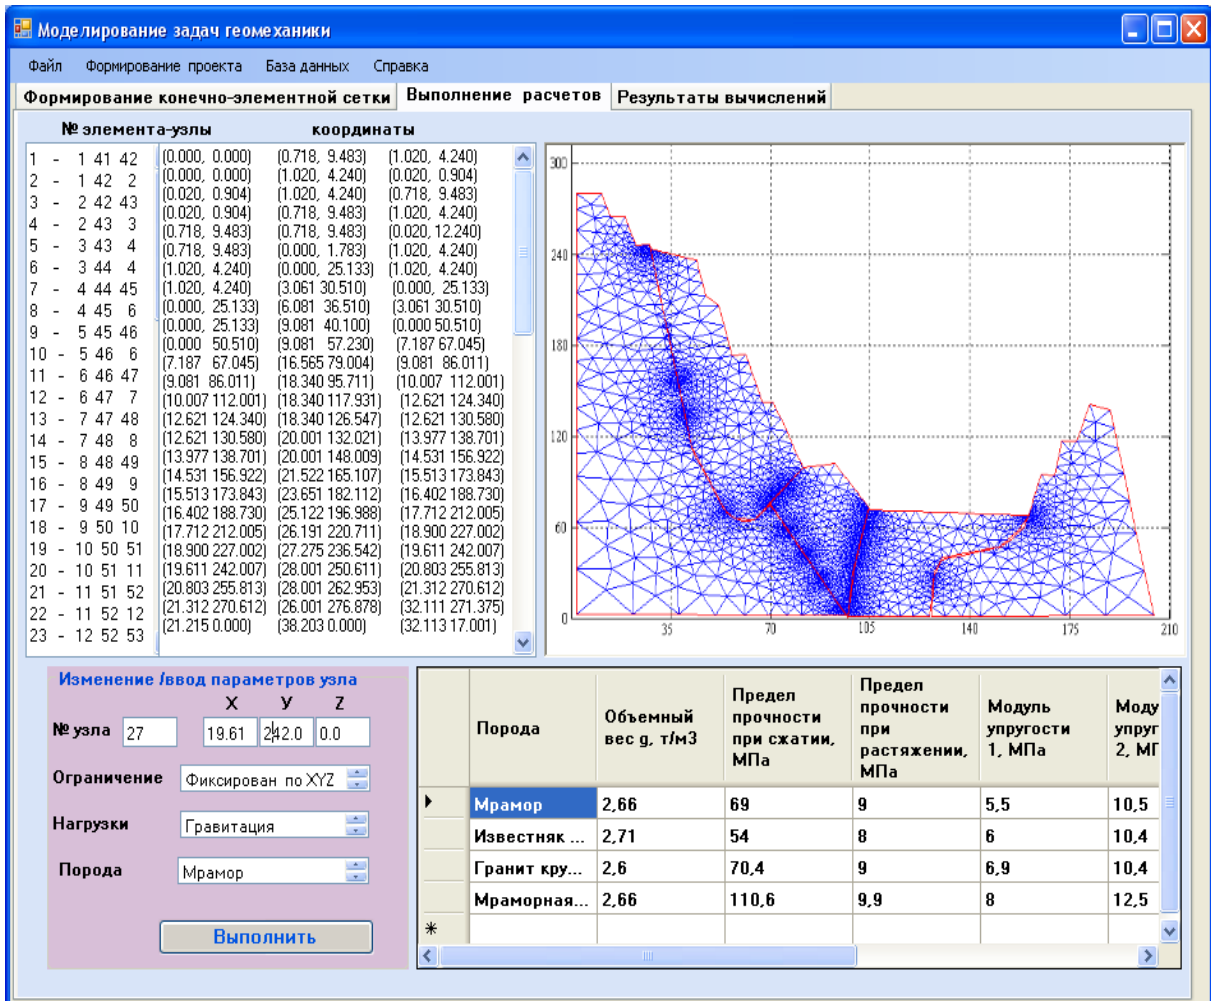 Моделирование задач геомеханики
Файл Формирование проекта База данных Справка
Формирование конечно-элементной сетки Выполнение расчетов Результаты вычислений
№ элемента-узлы координаты
1 - 1 41 42
2 - 1 42 2
3 - 2 42 43
4 - 2 43 3
5 - 3 43 4
6 - 3 44 4
7 - 4 44 45
8 - 4 45 6
9 - 5 45 46
10 - 5 46 6
11 - 6 46 47
12 - 6 47 7
13 - 7 47 48
14 - 7 48 8
15 - 8 48 49
16 - 8 49 9
17 - 9 49 50
18 - 9 50 10
19 - 10 50 51
20 - 10 51 11
21 - 11 51 52
22 - 11 52 12
23 - 12 52 53
(0.000, 0.000) (0.718, 9.483) (1.020, 4.240)
(0.000, 0.000) (1.020, 4.240) (0.020, 0.904)
(0.020, 0.904) (1.020, 4.240) (0.718, 9.483)
(0.020, 0.904) (0.718, 9.483) (1.020, 4.240)
(0.718, 9.483) (0.718, 9.483) (0.020, 12.240)
(0.718, 9.483) (0.000, 1.783) (1.020, 4.240)
(1.020, 4.240) (0.000, 25.133) (1.020, 4.240)
(1.020, 4.240) (3.061 30.510) (0.000, 25.133)
(0.000, 25.133) (6.081 36.510) (3.061 30.510)
(0.000, 25.133) (9.081 40.100) (0.000 50.510)
(0.000 50.510) (9.081 57.230) (7.187 67.045)
(7.187 67.045) (16.565 79.004) (9.081 86.011)
(9.081 86.011) (18.340 95.711) (10.007 112.001)
(10.007 112.001) (18.340 117.931) (12.621 124.340)
(12.621 124.340) (18.340 126.547) (12.621 130.580)
(12.621 130.580) (20.001 132.021) (13.977 138.701)
(13.977 138.701) (20.001 148.009) (14.531 156.922)
(14.531 156.922) (21.522 165.107) (15.513 173.843)
(15.513 173.843) (23.651 182.112) (16.402 188.730)
(16.402 188.730) (25.122 196.988) (17.712 212.005)
(17.712 212.005) (26.191 220.711) (18.900 227.002)
(18.900 227.002) (27.275 236.542) (19.611 242.007)
(19.611 242.007) (28.001 250.611) (20.803 255.813)
(20.803 255.813) (28.001 262.953) (21.312 270.612)
(21.312 270.612) (26.001 276.878) (32.111 271.375)
(21.215 0.000) (38.203 0.000) (32.113 17.001)
300
240
180
120
60
0
35 70 105 140 175 210
Изменение /ввод параметров узла
X У Z
№ узла 27 19.61 242.0 0.0
Ограничение Фиксирован по XYZ
Нагрузки Гравитация
Порода Мрамор
Выполнить
Порода
Объемный
вес g, т/м3
Предел
прочности
при сжатии,
МПа
Предел
прочности
при
растяжении,
МПа
Модуль
упругости
1, МПа
Моду
упруг
2, МГ
Мрамор 2,66 69 9 5,5 10,5
Известняк ... 2,71 54 8 6 10,4
Гранит кру... 2,6 70,4 9 6,9 10,4
Мраморная... 2,66 110,6 9,9 8 12,5